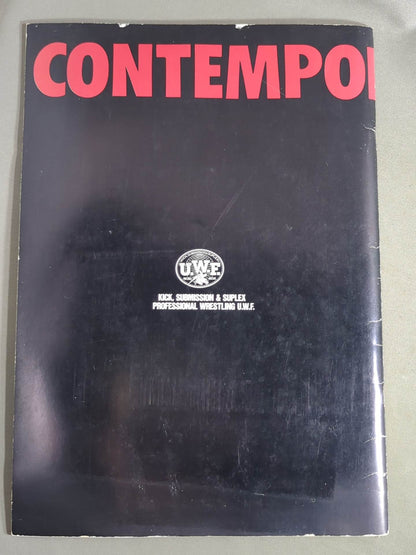 CONTEMPO
U.W.F.
KICK, SUBMISSION & SUPLEX
PROFESSIONAL WRESTLING U.W.F.